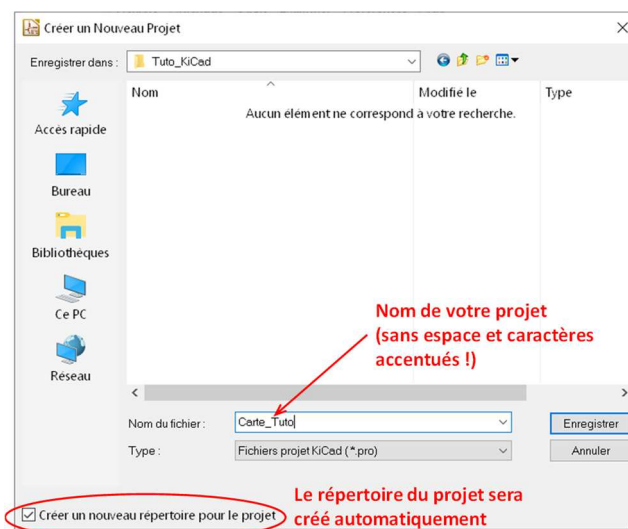 Créer un Nouveau Projet
Enregistrer dans : Tuto_KiCad
Nom Modifié le Type
Aucun élément ne correspond à votre recherche.
Accès rapide
Bureau
Bibliothèques
Ce PC
Réseau
Nom de votre projet
(sans espace et caractères
accentués !)
Nom du fichier : Carte_Tuto Enregistrer
Type : Fichiers projet KiCad (*.pro) Annuler
Créer un nouveau répertoire pour le projet
Le répertoire du projet sera
créé automatiquement